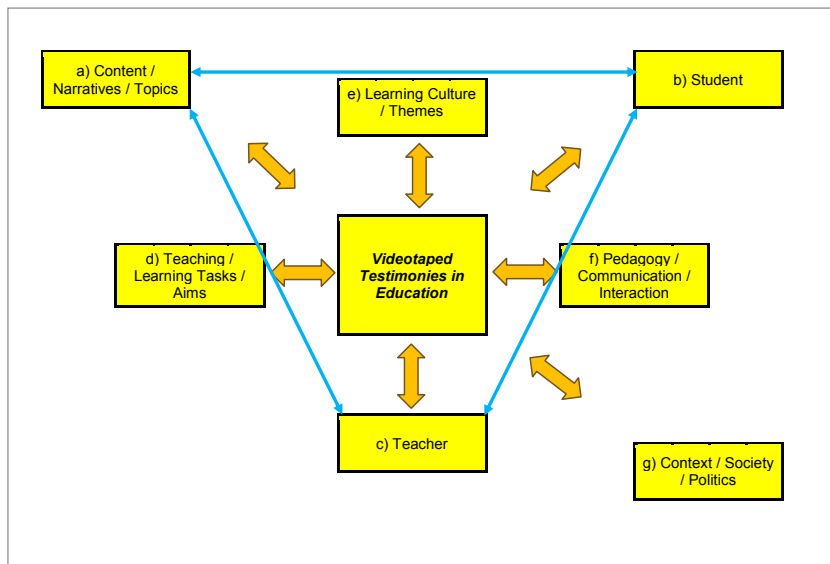 a) Content /
Narratives / Topics
b) Student
e) Learning Culture
/ Themes
d) Teaching /
Learning Tasks /
Aims
Videotaped
Testimonies in
Education
f) Pedagogy /
Communication /
Interaction
c) Teacher
g) Context / Society
/ Politics